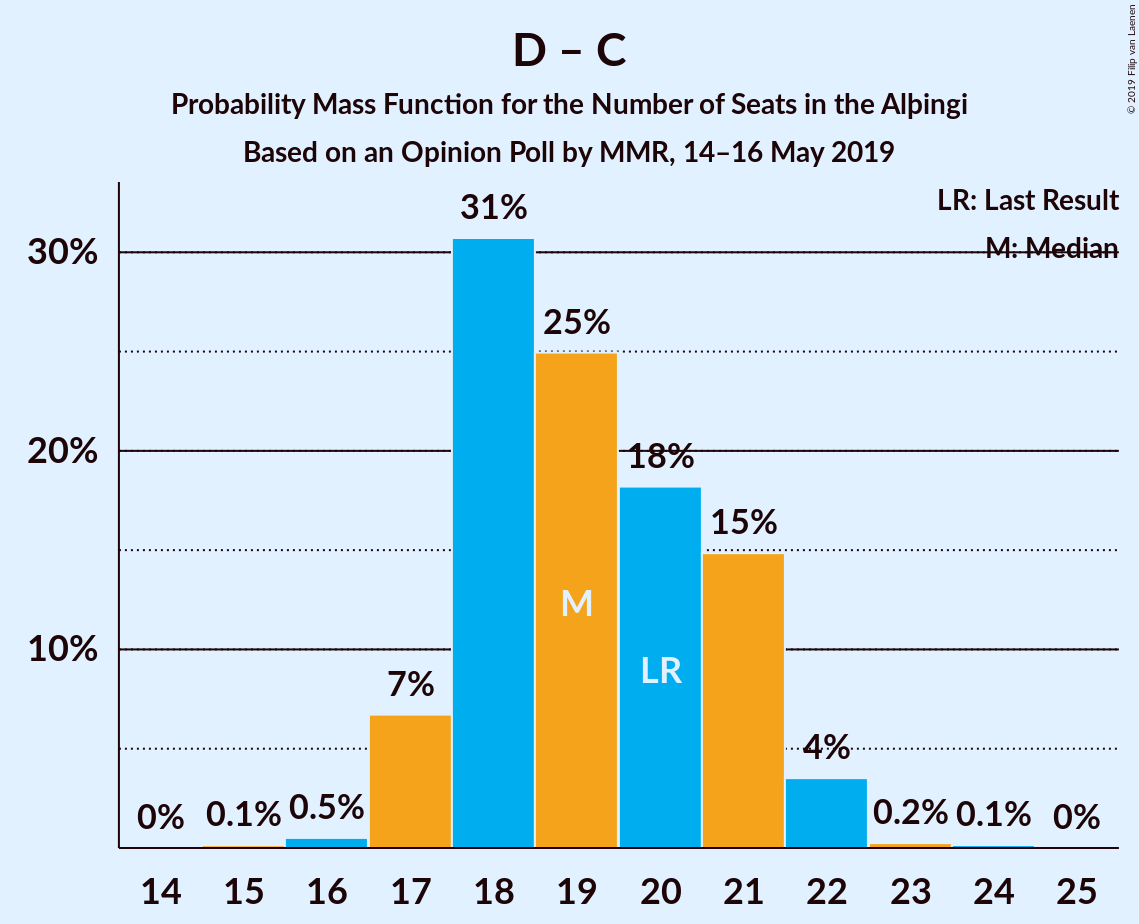 D – C
Probability Mass Function for the Number of Seats in the Alþingi
Based on an Opinion Poll by MMR, 14–16 May 2019
© 2019 Filip van Laenen
LR: Last Result
M: Median
30%
20%
10%
0%
0.1%
0.5%
7%
31%
25%
18%
15%
4%
0.2%
0.1%
0%
M
LR
14 15 16 17 18 19 20 21 22 23 24 25